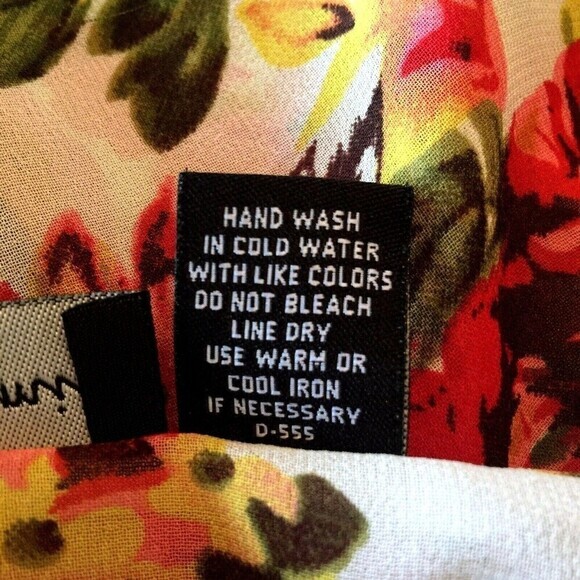 HAND WASH
IN COLD WATER
WITH LIKE COLORS
DO NOT BLEACH
LINE DRY
USE WARM OR
COOL IRON
IF NECESSARY
D-555